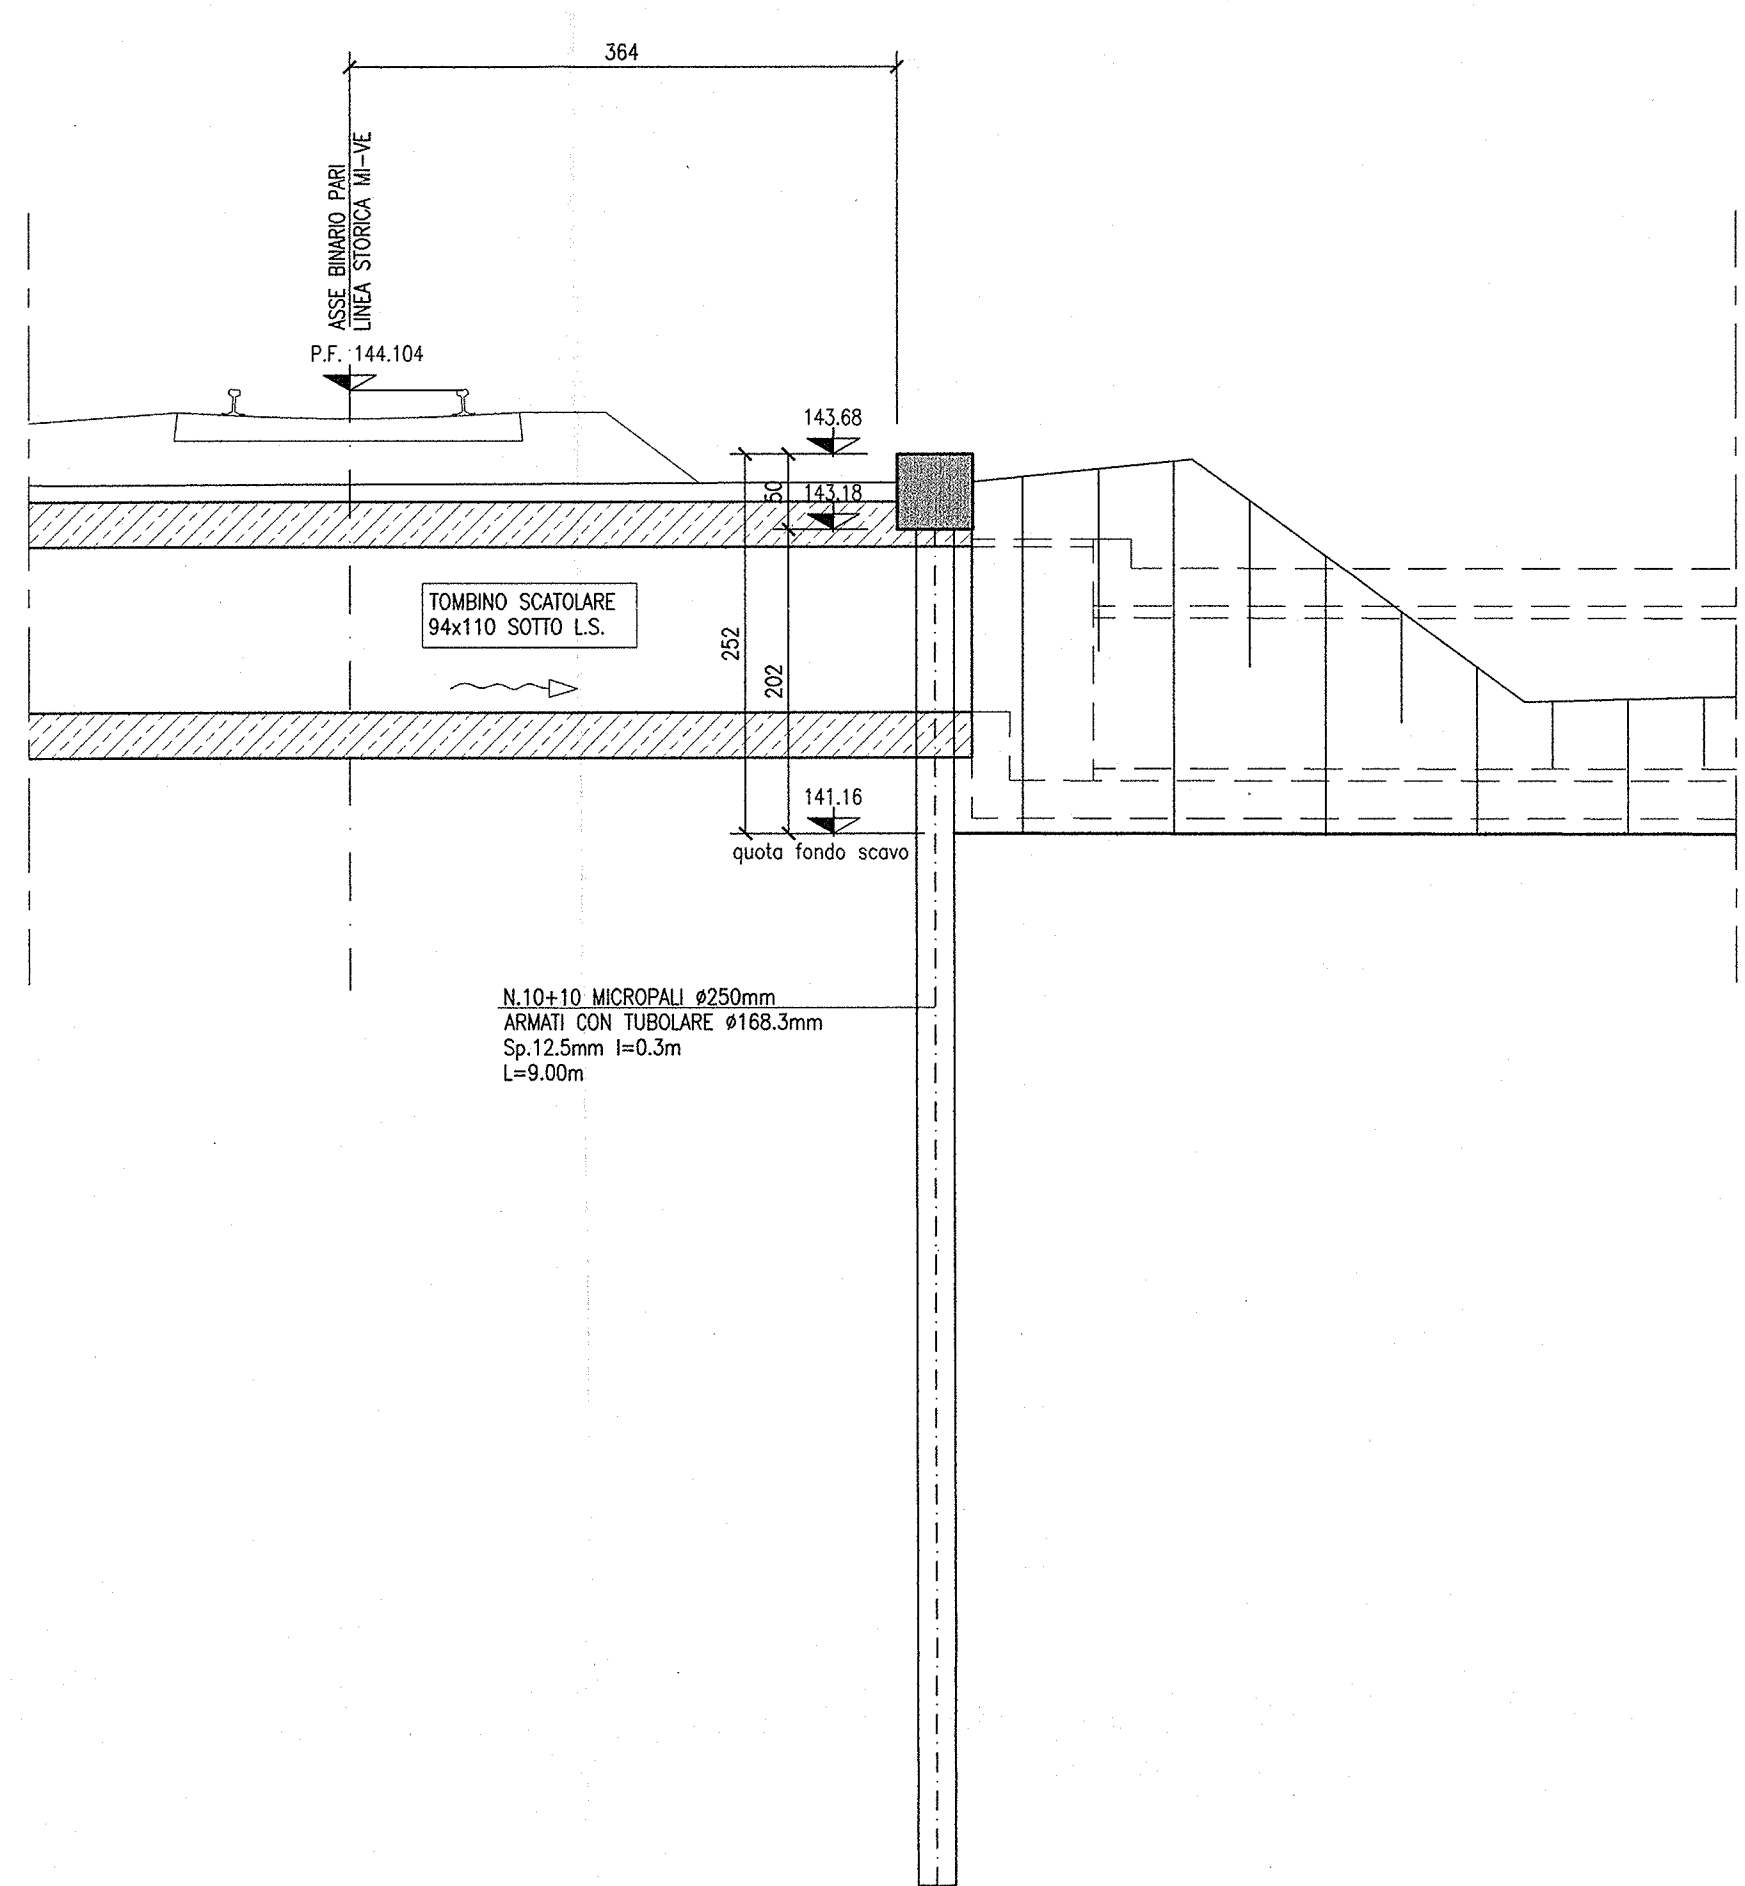 364
ASSE BINARIO PARI
LINEA STORICA MI-VE
P.F. 144.104
143.68
50
143.18
TOMBINO SCATOLARE
94x110 SOTTO L.S.
252
202
141.16
quota fondo scavo
N.10+10 MICROPALI ø250mm
ARMATI CON TUBOLARE ø168.3mm
Sp.12.5mm I=0.3m
L=9.00m